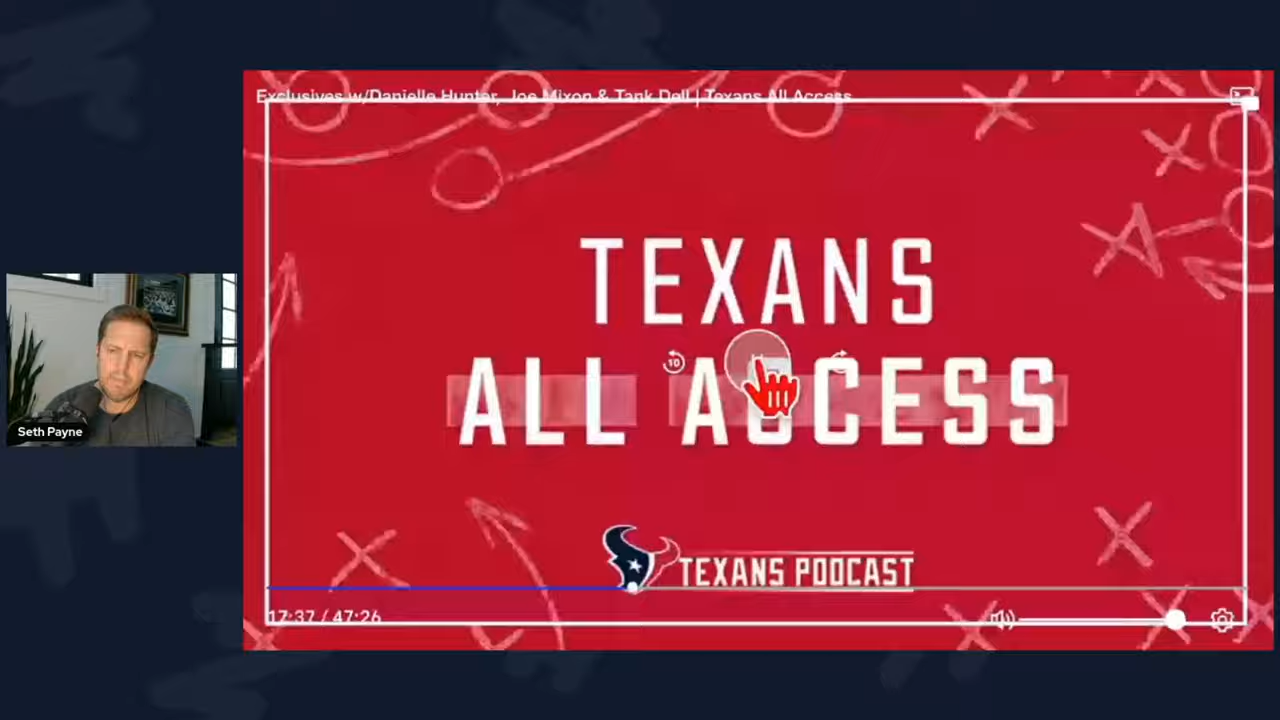 Exclusives w/Danielle Hunter, Joe Mixon & Tank Dell | Texans All Access
TEXANS
10
ALL ACCESS
Seth Payne
TEXANS PODCAST
17:37 / 47:26